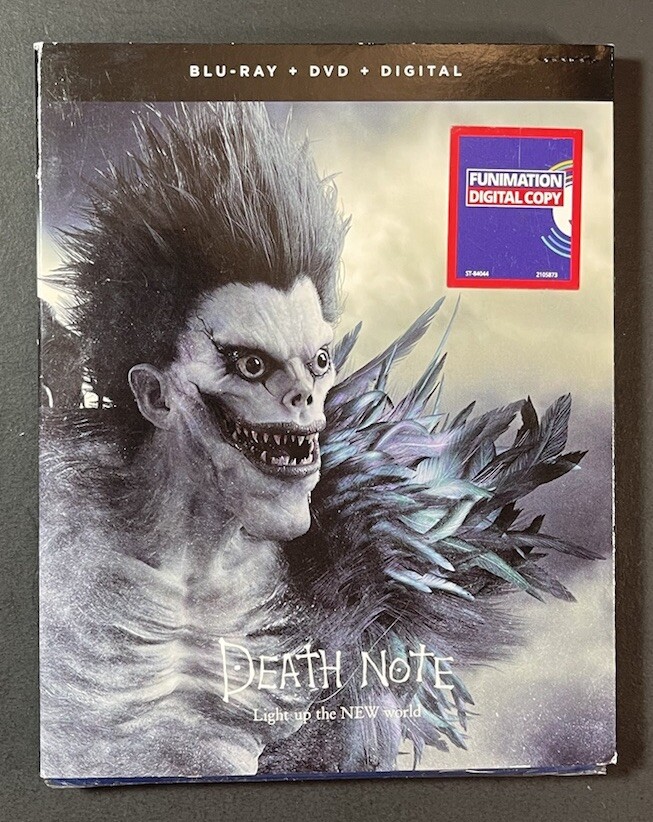 BLU-RAY + DVD + DIGITAL
FUNIMATION
DIGITAL COPY
ST-84044 2105873
DEATH NOTE
Light up the NEW world